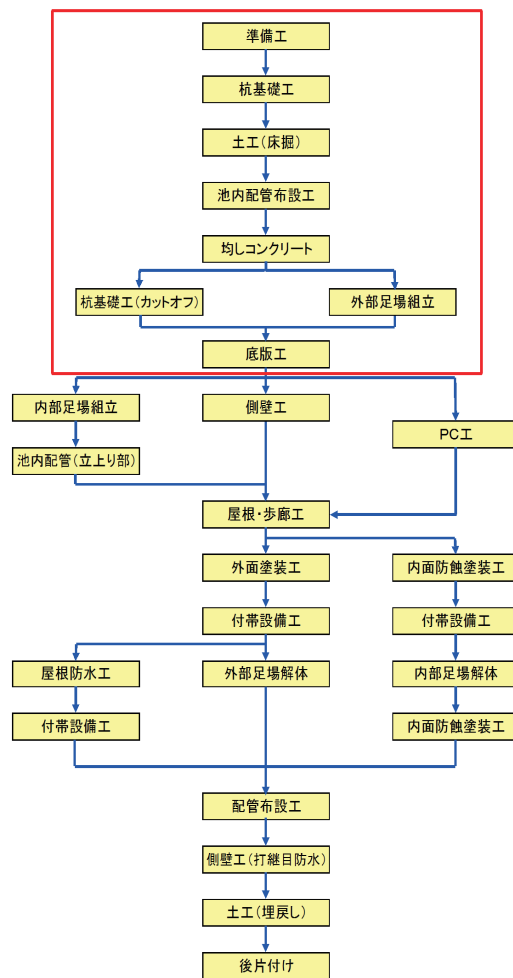 準備工
杭基礎工
土工(床掘)
池内配管布設工
均しコンクリート
杭基礎工(カットオフ)
外部足場組立
底版工
内部足場組立
側壁工
PC工
池内配管(立上り部)
屋根・歩廊工
外面塗装工
内面防蝕塗装工
付帯設備工
付帯設備工
屋根防水工
外部足場解体
内部足場解体
付帯設備工
内面防蝕塗装工
配管布設工
側壁工(打継目防水)
土工(埋戻し)
後片付け